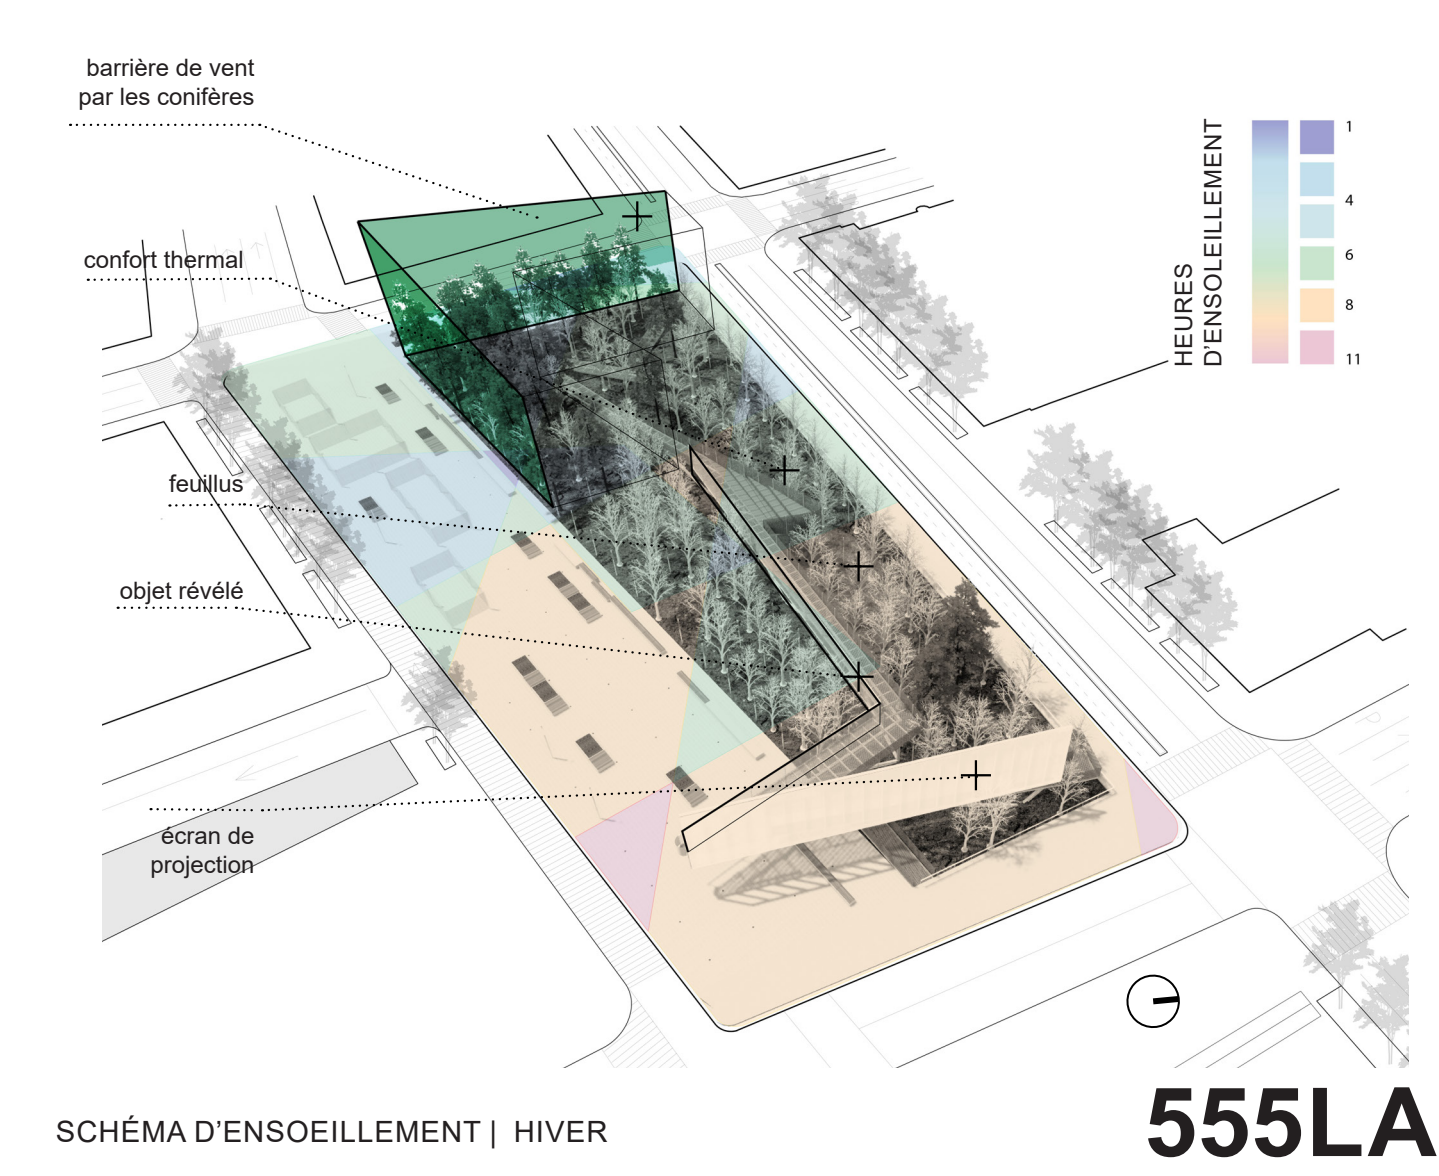 barrière de vent
par les conifères
confort thermal
feuillus
objet révélé
écran de
projection
HEURES
D'ENSOLEILLEMENT
1
4
6
8
11
SCHÉMA D'ENSOEILLEMENT | HIVER
555LA